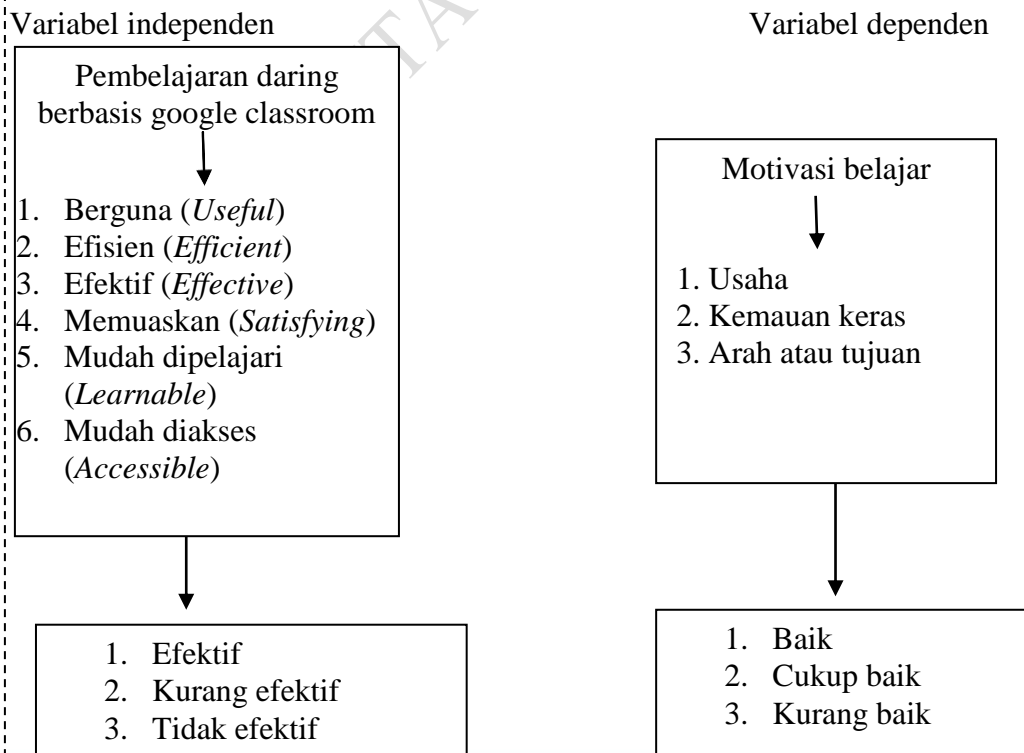 Variabel independen
Variabel dependen
Pembelajaran daring
berbasis google classroom
1. Berguna (Useful)
2. Efisien (Efficient)
3. Efektif (Effective)
4. Memuaskan (Satisfying)
5. Mudah dipelajari
(Learnable)
6. Mudah diakses
(Accessible)
Motivasi belajar
1. Usaha
2. Kemauan keras
3. Arah atau tujuan
1. Efektif
2. Kurang efektif
3. Tidak efektif
1. Baik
2. Cukup baik
3. Kurang baik
TA